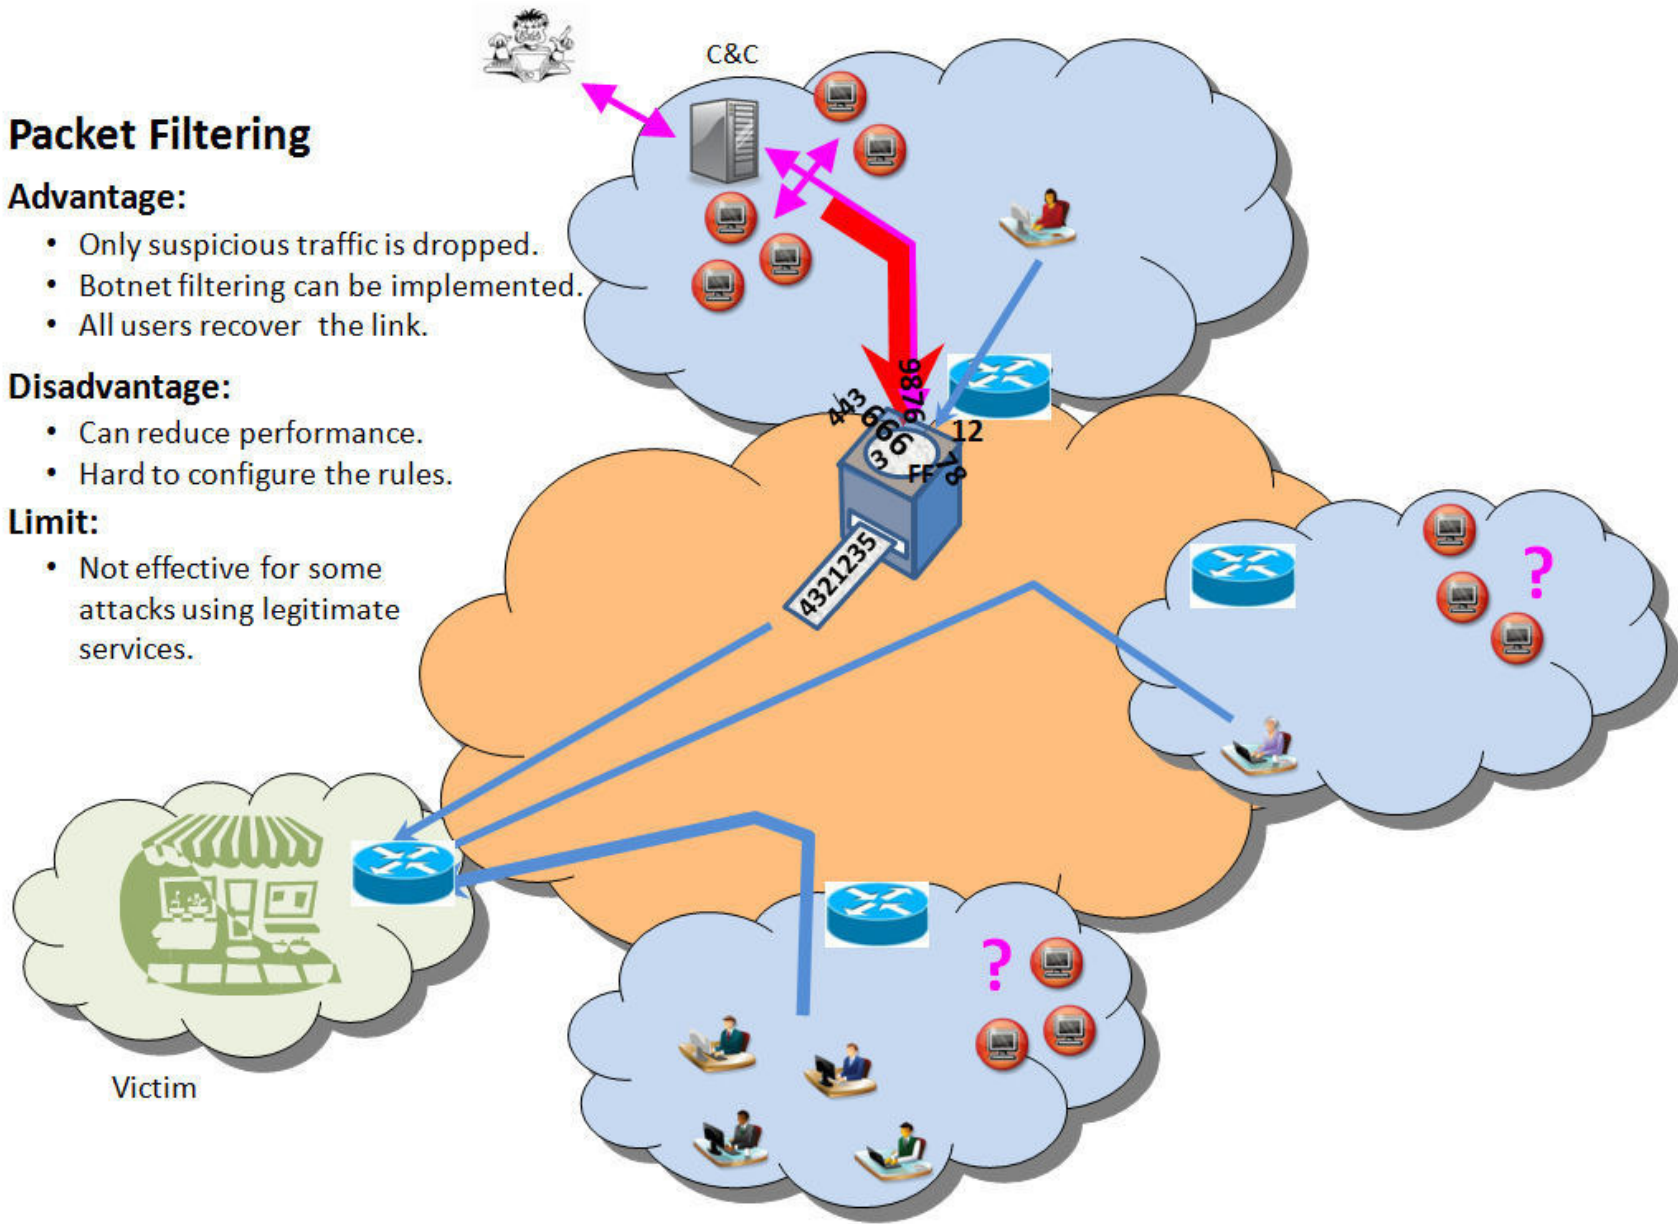 C&C
Packet Filtering
Advantage:
• Only suspicious traffic is dropped.
• Botnet filtering can be implemented.
• All users recover the link.
Disadvantage:
• Can reduce performance.
• Hard to configure the rules.
Limit:
• Not effective for some
attacks using legitimate
services.
9876
443
666
12
3
FF
78
4321235
?
?
Victim